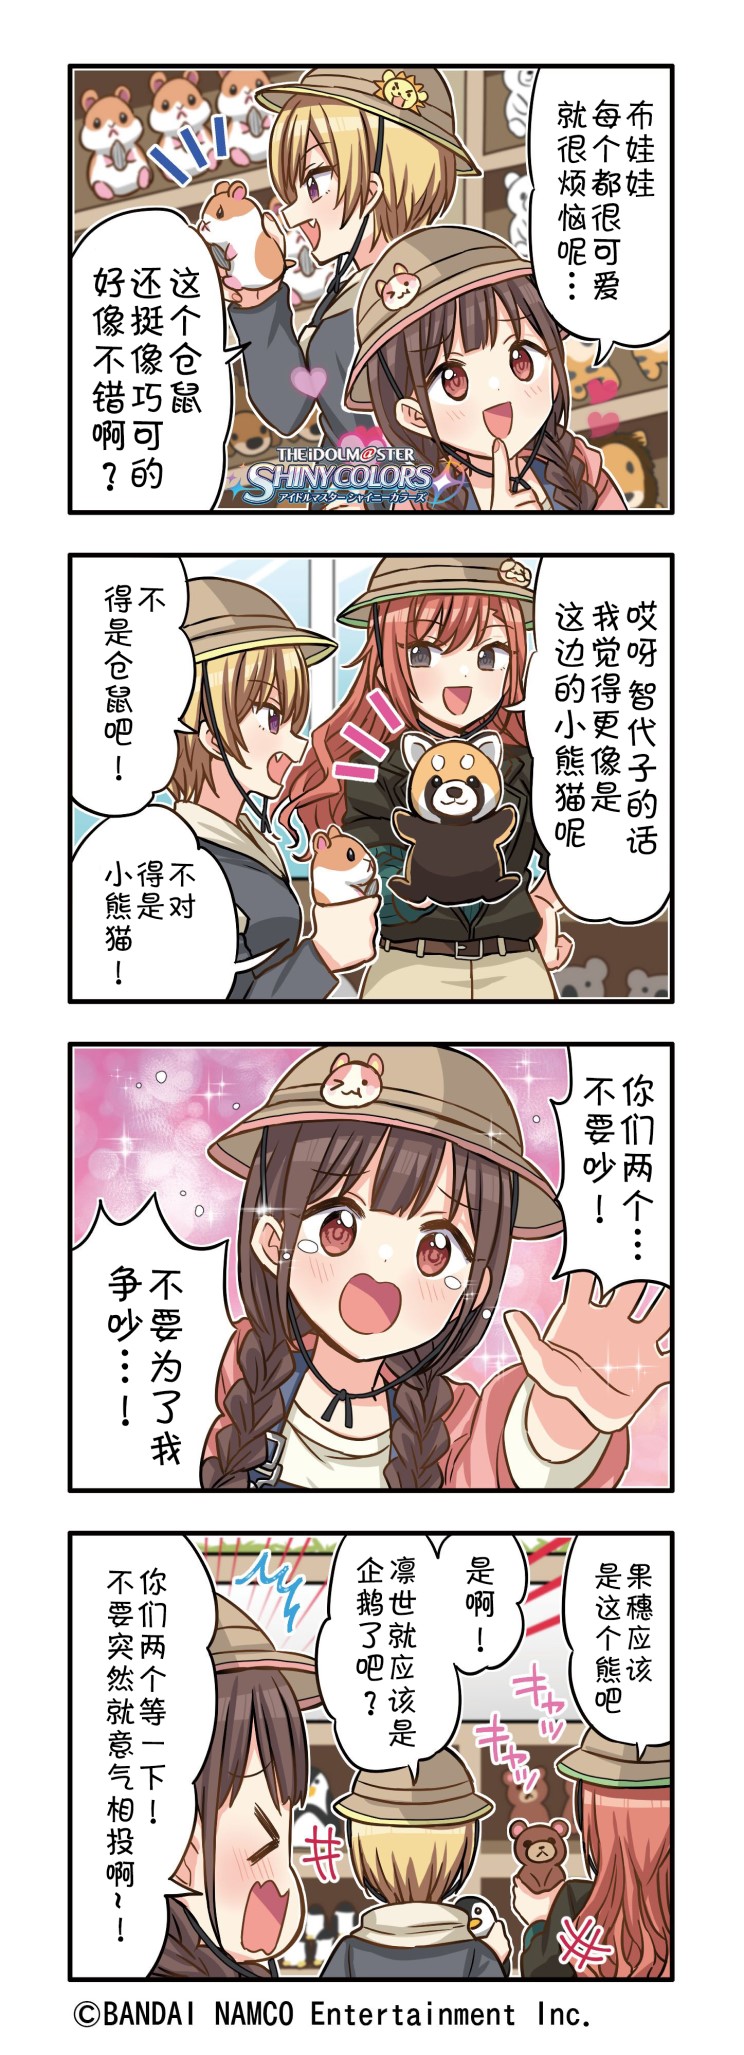 布娃娃
每个都很可爱
就很烦恼呢…
这个仓鼠
还挺像巧可的
好像不错啊？
THE iDOLM@STER
SHINYCOLORS
アイドルマスター シャイニーカラーズ
哎呀智代子的话
我觉得更像是
这边的小熊猫呢
不
得是仓鼠吧！
不对
得是
小熊猫！
你们两个…
不要吵！
不要为了我
争吵…！
果穗应该
是这个熊吧
是啊！
凛世就应该是
企鹅了吧？
キャッ
キャッ
你们两个等一下！
不要突然就意气相投啊~！
©BANDAI NAMCO Entertainment Inc.